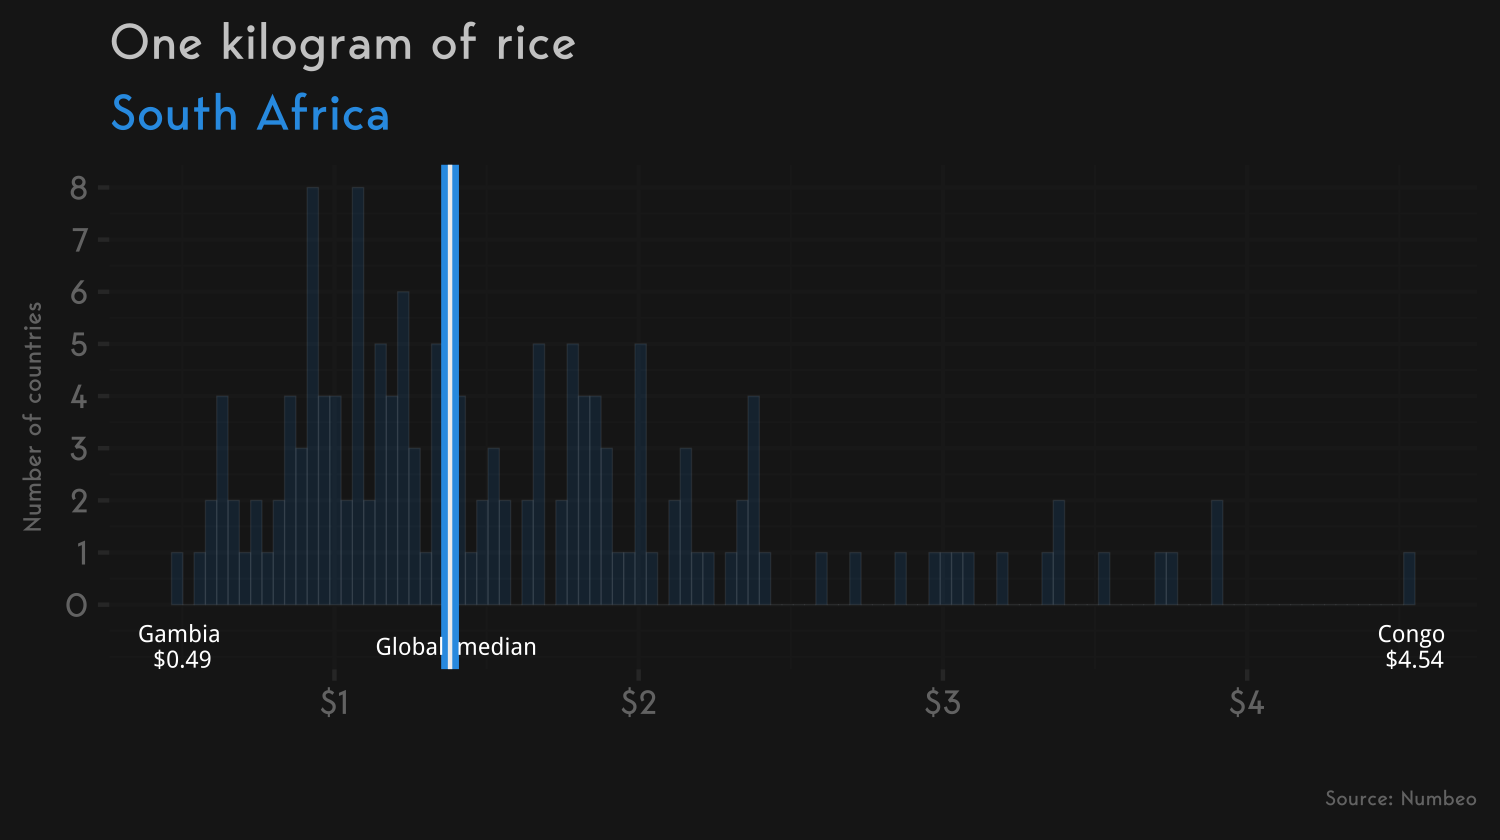 One kilogram of rice
South Africa
Number of countries
8
7
6
5
4
3
2
1
0
Gambia
$0.49
Global median
Congo
$4.54
$1 $2 $3 $4
Source: Numbeo